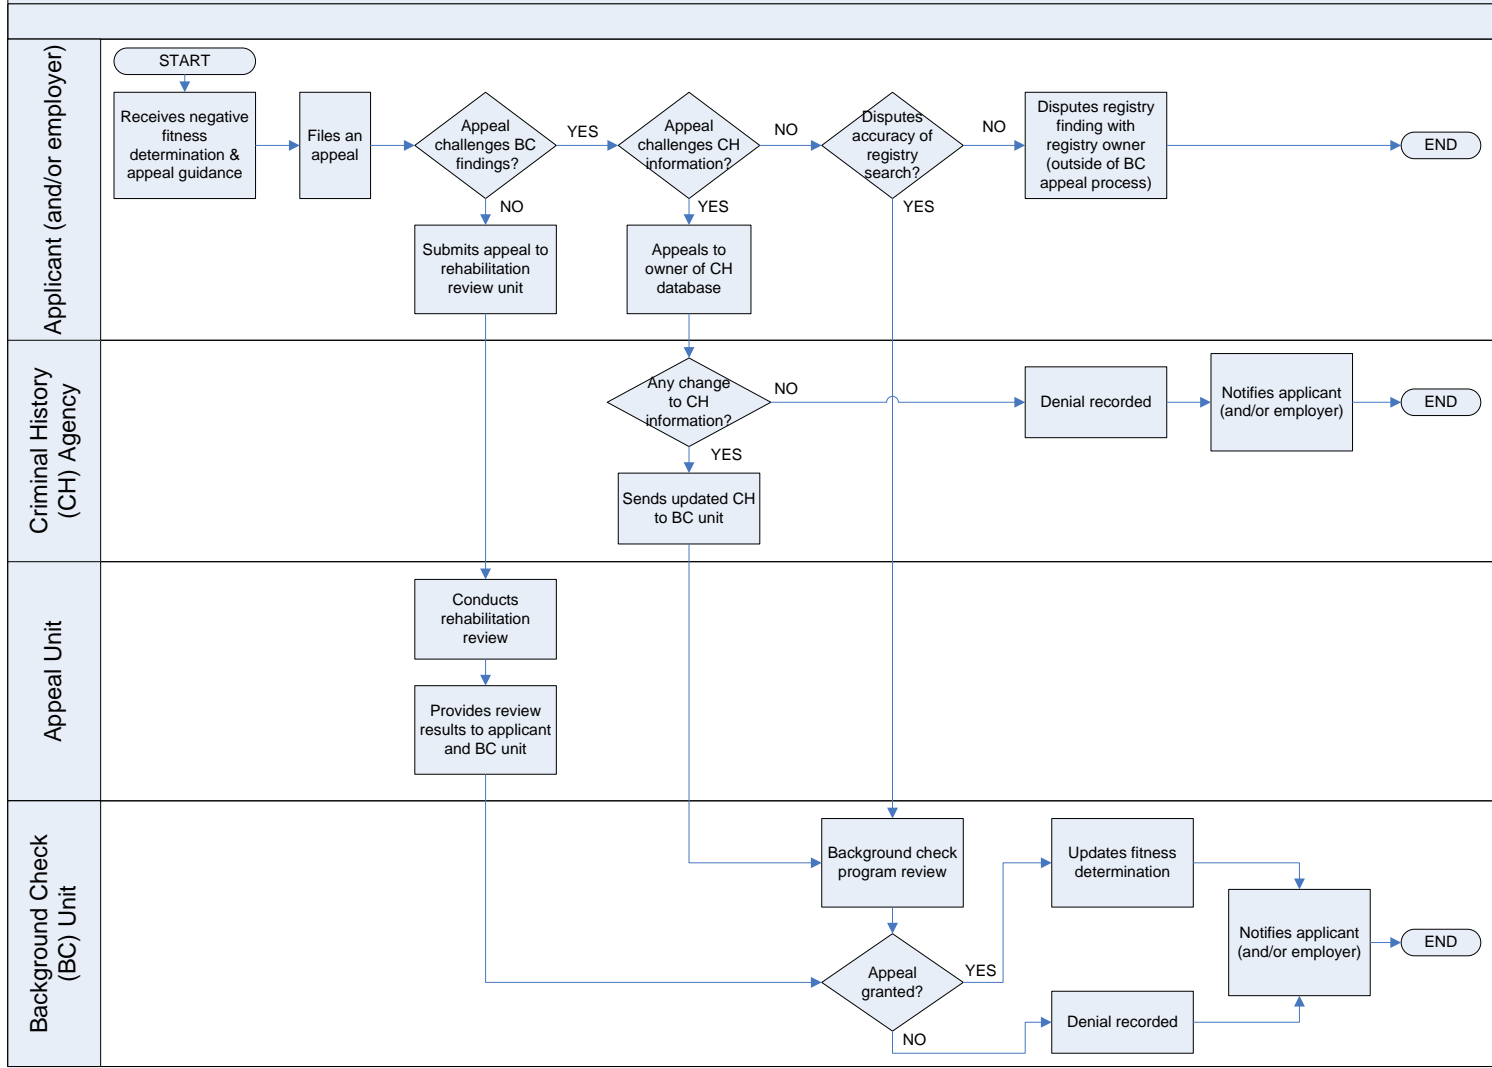 Applicant (and/or employer)
START
Receives negative
fitness
determination &
appeal guidance
Files an
appeal
Appeal
challenges BC
findings?
YES
NO
Appeal
challenges CH
information?
NO
YES
Disputes
accuracy of
registry
search?
NO
YES
Disputes registry
finding with
registry owner
(outside of BC
appeal process)
END
Submits appeal to
rehabilitation
review unit
Appeals to
owner of CH
database
Criminal History
(CH) Agency
Any change
to CH
information?
NO
YES
Denial recorded
Notifies applicant
(and/or employer)
END
Sends updated CH
to BC unit
Appeal Unit
Conducts
rehabilitation
review
Provides review
results to applicant
and BC unit
Background Check
(BC) Unit
Background check
program review
Updates fitness
determination
Appeal
granted?
YES
NO
Denial recorded
Notifies applicant
(and/or employer)
END